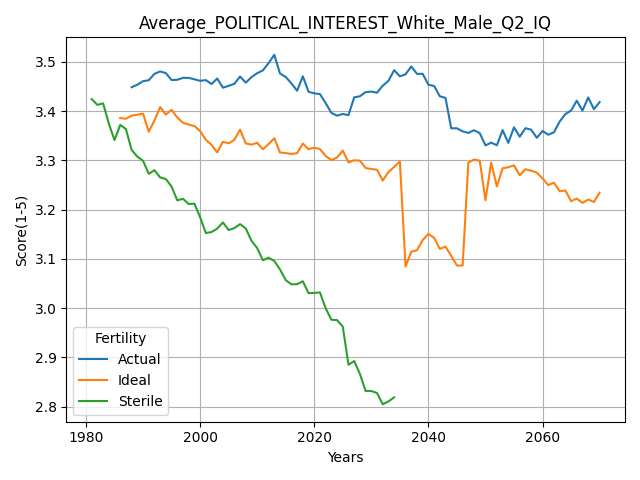 Average_POLITICAL_INTEREST_White_Male_Q2_IQ
Score(1-5)
3.5
3.4
3.3
3.2
3.1
3.0
2.9
2.8
Fertility
Actual
Ideal
Sterile
1980 2000 2020 2040 2060
Years